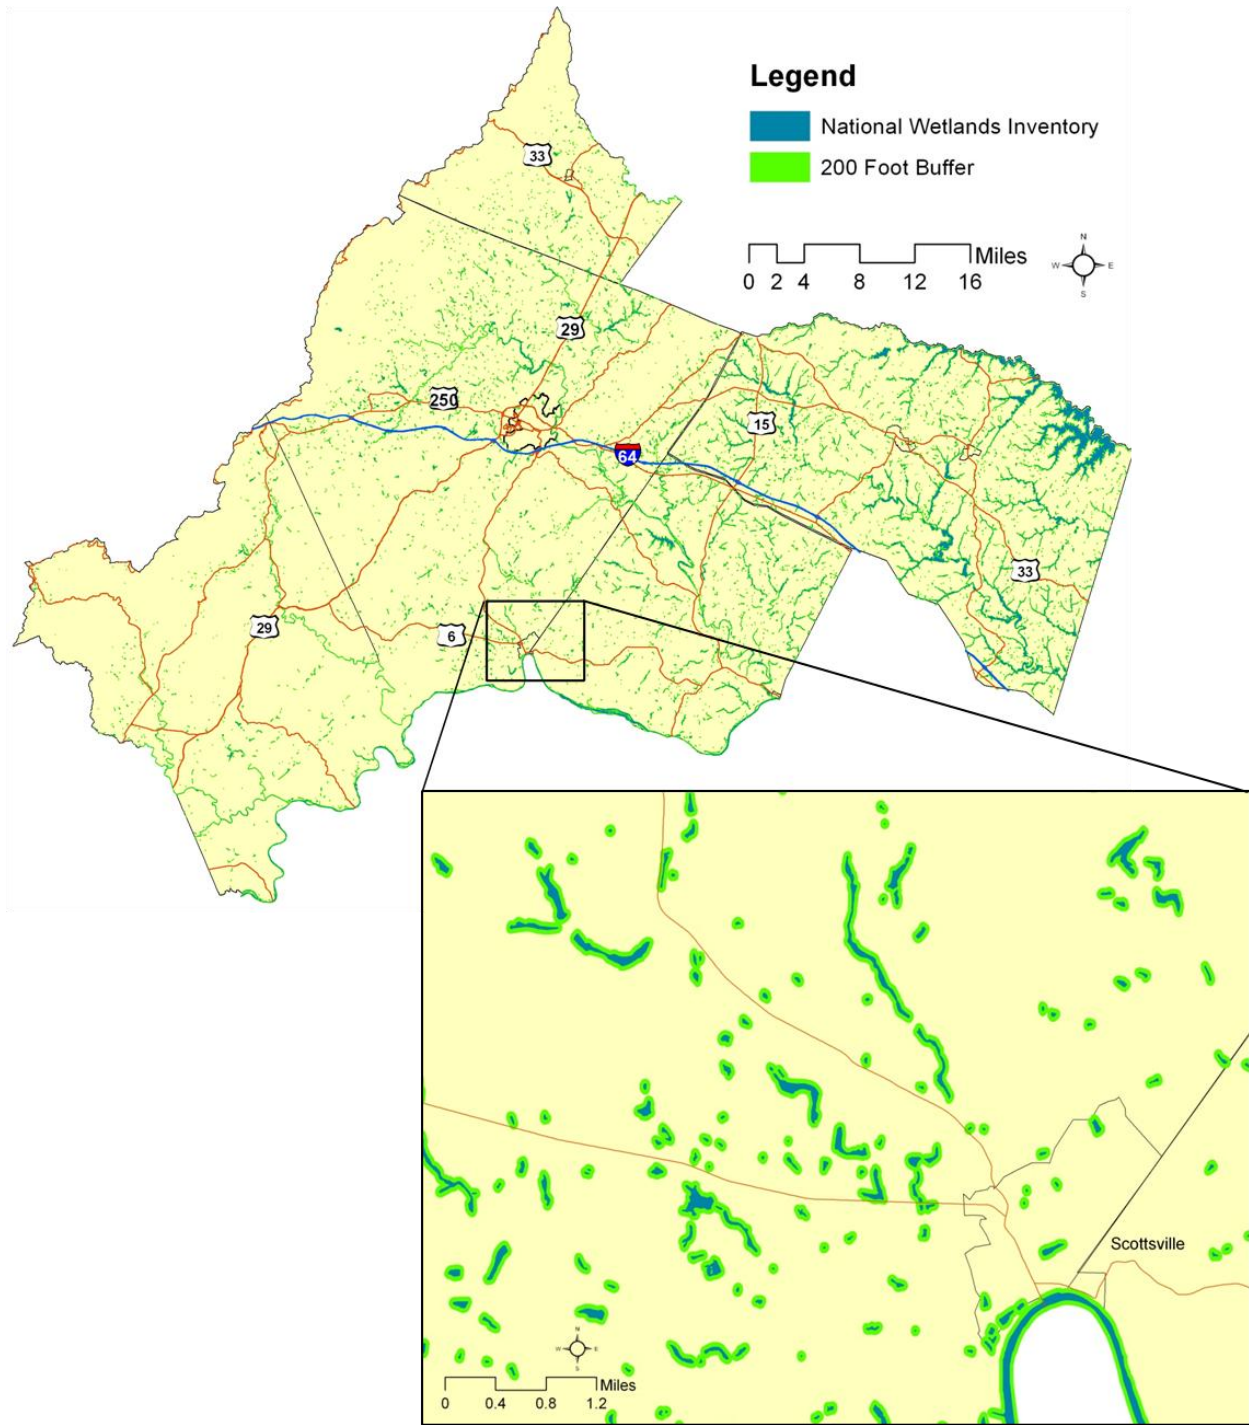 Legend
National Wetlands Inventory
200 Foot Buffer
Miles
0 2 4 8 12 16
N
W E
S
33
29
250
15
64
33
29
6
Scottsville
N
W E
S
Miles
0 0.4 0.8 1.2